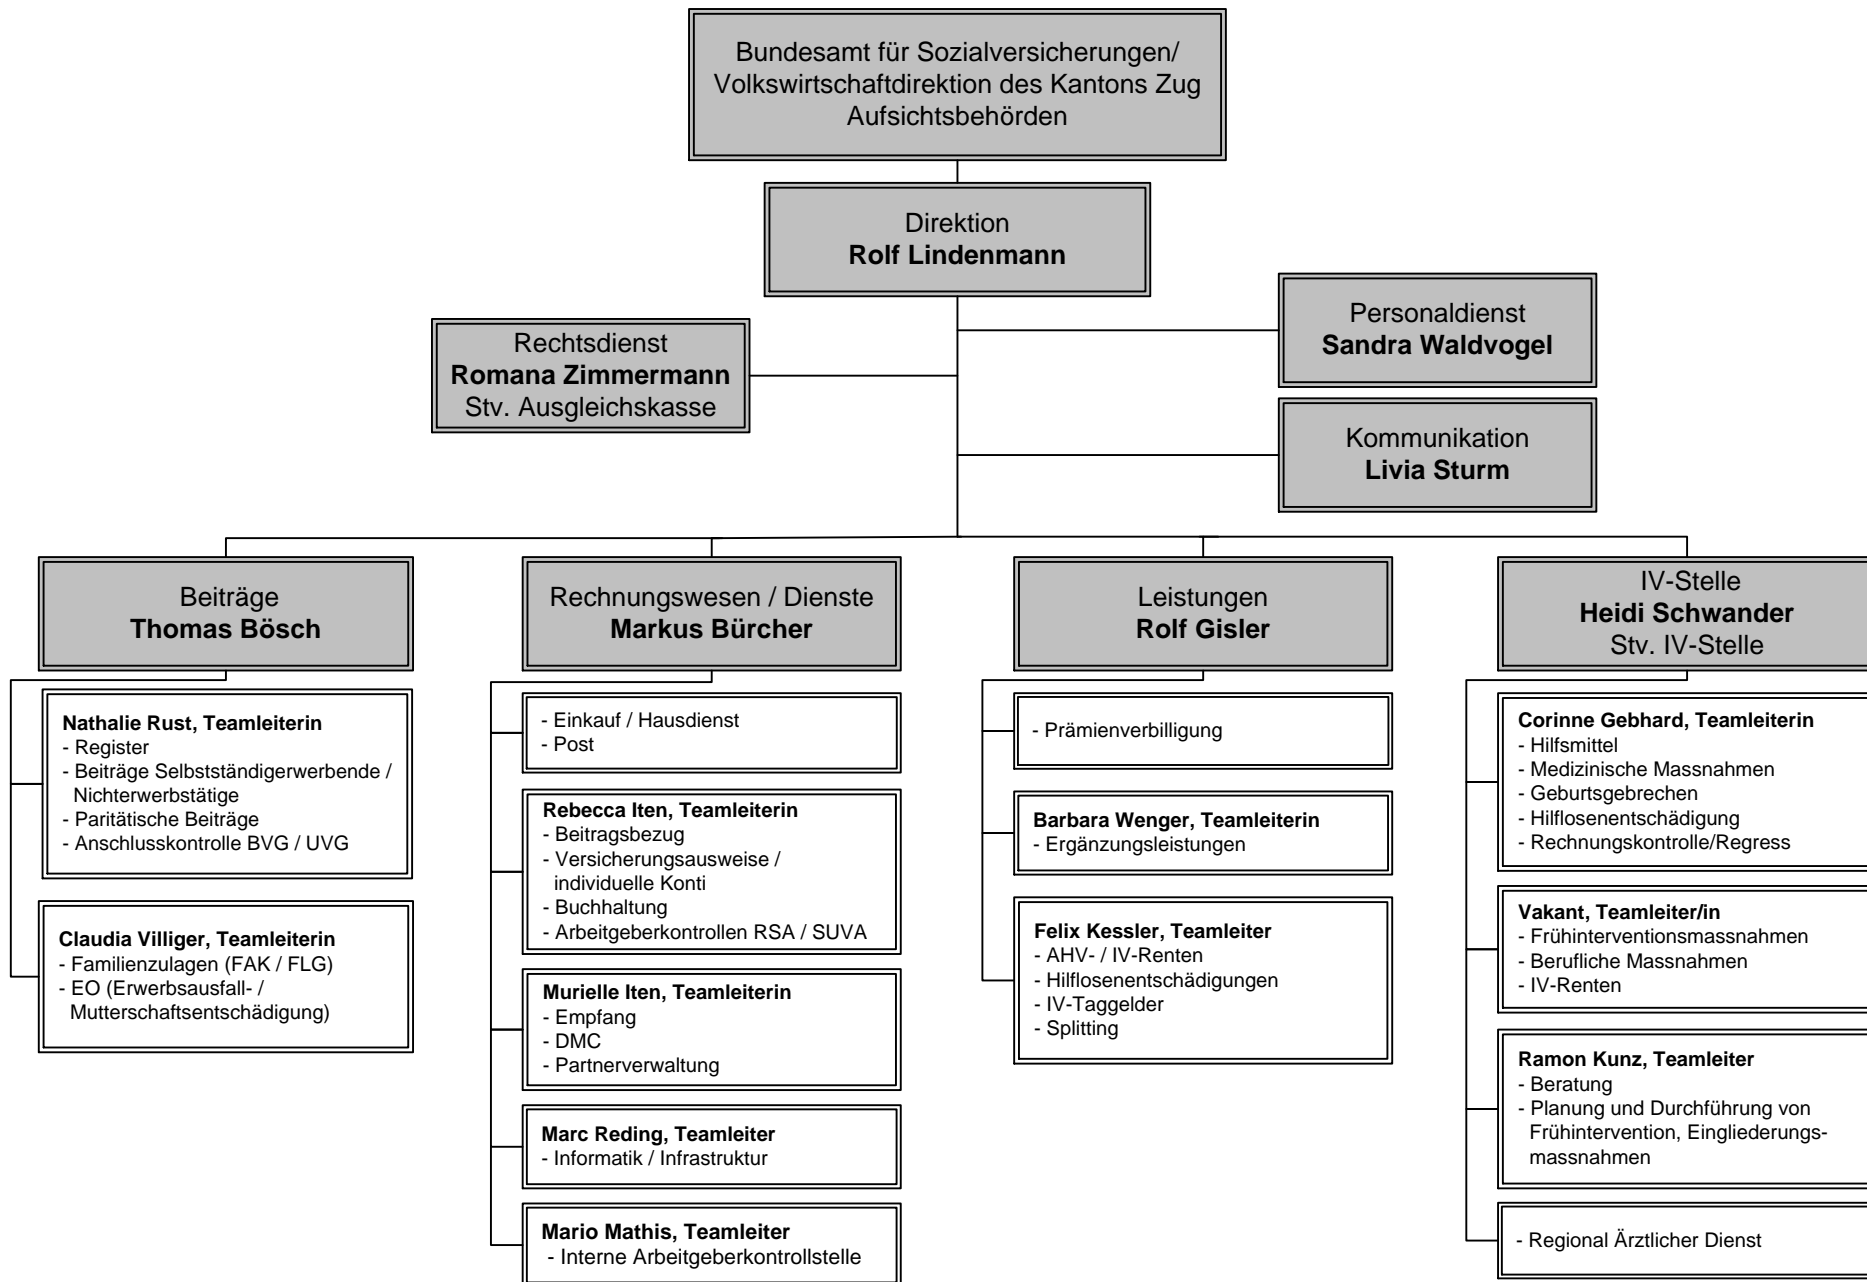 Bundesamt für Sozialversicherungen/
Volkswirtschaftdirektion des Kantons Zug
Aufsichtsbehörden
Direktion
Rolf Lindenmann
Personaldienst
Sandra Waldvogel
Rechtsdienst
Romana Zimmermann
Stv. Ausgleichskasse
Kommunikation
Livia Sturm
Beiträge
Thomas Bösch
Nathalie Rust, Teamleiterin
- Register
- Beiträge Selbstständigerwerbende /
Nichterwerbstätige
- Paritätische Beiträge
- Anschlusskontrolle BVG / UVG
Claudia Villiger, Teamleiterin
- Familienzulagen (FAK / FLG)
- EO (Erwerbsausfall- /
Mutterschaftsentschädigung)
Rechnungswesen / Dienste
Markus Bürcher
- Einkauf / Hausdienst
- Post
Rebecca Iten, Teamleiterin
- Beitragsbezug
- Versicherungsausweise /
individuelle Konti
- Buchhaltung
- Arbeitgeberkontrollen RSA / SUVA
Murielle Iten, Teamleiterin
- Empfang
- DMC
- Partnerverwaltung
Marc Reding, Teamleiter
- Informatik / Infrastruktur
Mario Mathis, Teamleiter
- Interne Arbeitgeberkontrollstelle
Leistungen
Rolf Gisler
- Prämienverbilligung
Barbara Wenger, Teamleiterin
- Ergänzungsleistungen
Felix Kessler, Teamleiter
- AHV- / IV-Renten
- Hilflosenentschädigungen
- IV-Taggelder
- Splitting
IV-Stelle
Heidi Schwander
Stv. IV-Stelle
Corinne Gebhard, Teamleiterin
- Hilfsmittel
- Medizinische Massnahmen
- Geburtsgebrechen
- Hilflosenentschädigung
- Rechnungskontrolle/Regress
Vakant, Teamleiter/in
- Frühinterventionsmassnahmen
- Berufliche Massnahmen
- IV-Renten
Ramon Kunz, Teamleiter
- Beratung
- Planung und Durchführung von
Frühintervention, Eingliederungs-
massnahmen
- Regional Ärztlicher Dienst